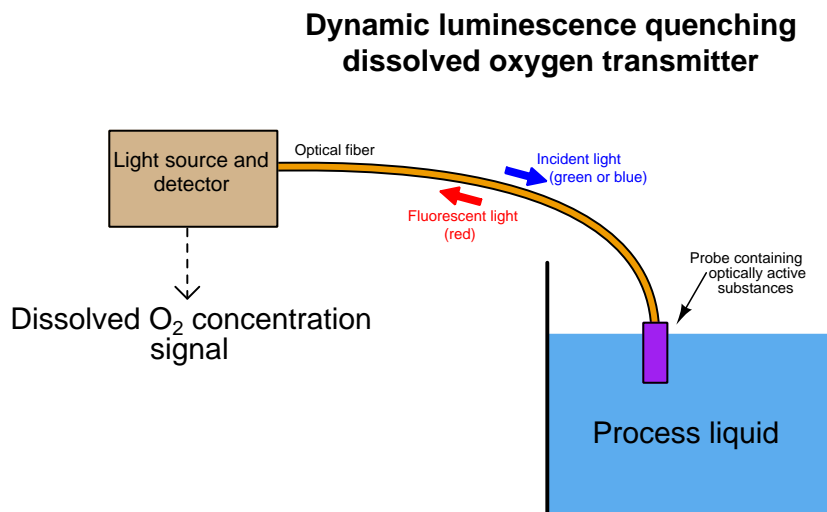 Dynamic luminescence quenching
dissolved oxygen transmitter
Light source and
detector
Optical fiber
Incident light
(green or blue)
Fluorescent light
(red)
Probe containing
optically active
substances
Dissolved O₂ concentration
signal
Process liquid